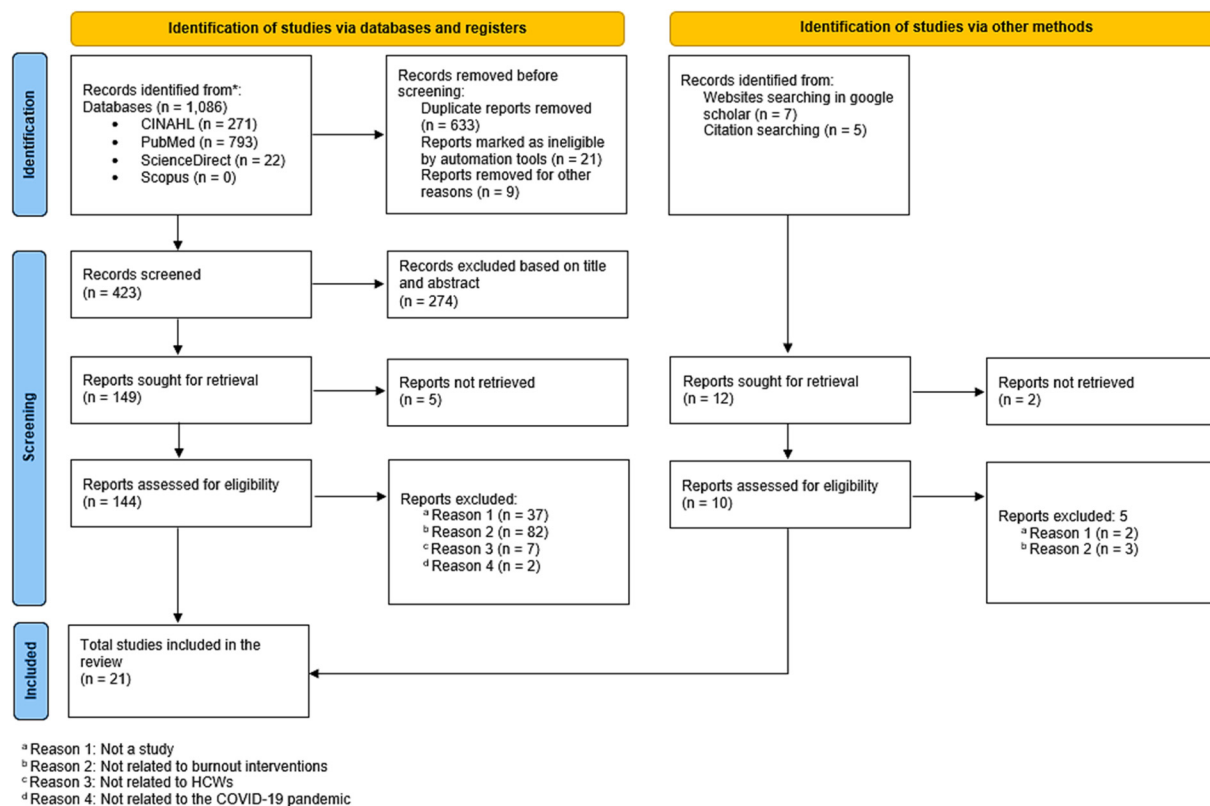 Identification of studies via databases and registers
Identification of studies via other methods
Identification
Records identified from*:
Databases (n = 1,086)
• CINAHL (n = 271)
• PubMed (n = 793)
• ScienceDirect (n = 22)
• Scopus (n = 0)
Records removed before
screening:
Duplicate reports removed
(n = 633)
Reports marked as ineligible
by automation tools (n = 21)
Reports removed for other
reasons (n = 9)
Records identified from:
Websites searching in google
scholar (n = 7)
Citation searching (n = 5)
Screening
Records screened
(n = 423)
Records excluded based on title
and abstract
(n = 274)
Reports sought for retrieval
(n = 149)
Reports not retrieved
(n = 5)
Reports sought for retrieval
(n = 12)
Reports not retrieved
(n = 2)
Reports assessed for eligibility
(n = 144)
Reports excluded:
a Reason 1 (n = 37)
b Reason 2 (n = 82)
c Reason 3 (n = 7)
d Reason 4 (n = 2)
Reports assessed for eligibility
(n = 10)
Reports excluded: 5
a Reason 1 (n = 2)
b Reason 2 (n = 3)
Included
Total studies included in the
review
(n = 21)
a Reason 1: Not a study
b Reason 2: Not related to burnout interventions
c Reason 3: Not related to HCWs
d Reason 4: Not related to the COVID-19 pandemic